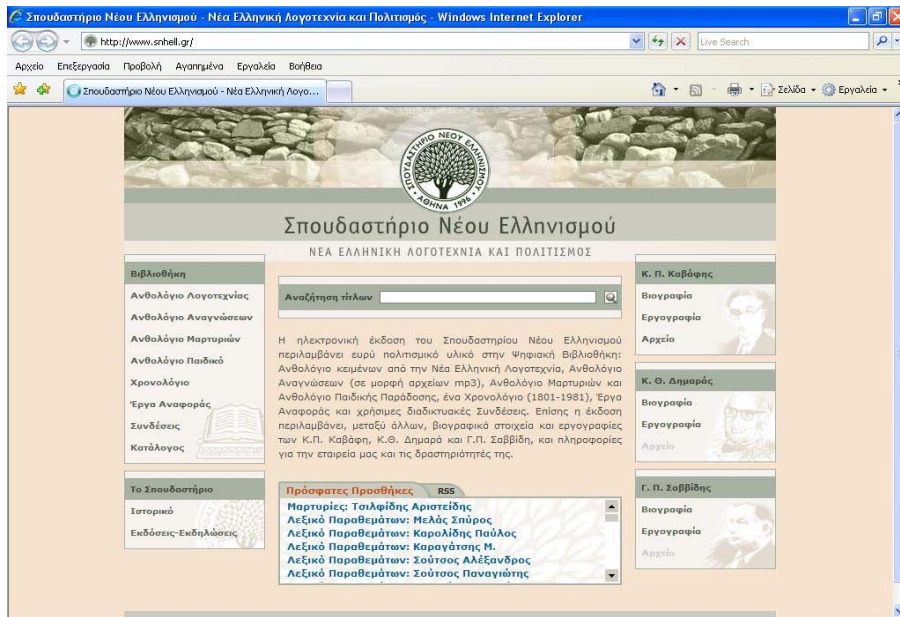 Σπουδαστήριο Νέου Ελληνισμού - Νέα Ελληνική Λογοτεχνία και Πολιτισμός - Windows Internet Explorer
http://www.snhell.gr/
Live Search
Αρχείο Επεξεργασία Προβολή Αγαπημένα Εργαλεία Βοήθεια
Σπουδαστήριο Νέου Ελληνισμού - Νέα Ελληνική Λογο...
Σελίδα
Εργαλεία
ΣΠΟΥΔΑΣΤΗΡΙΟ ΝΕΟΥ ΕΛΛΗΝΙΣΜΟΥ
ΑΘΗΝΑ 1996
Σπουδαστήριο Νέου Ελληνισμού
ΝΕΑ ΕΛΛΗΝΙΚΗ ΛΟΓΟΤΕΧΝΙΑ ΚΑΙ ΠΟΛΙΤΙΣΜΟΣ
Βιβλιοθήκη
Ανθολόγιο Λογοτεχνίας
Ανθολόγιο Αναγνώσεων
Ανθολόγιο Μαρτυριών
Ανθολόγιο Παιδικό
Χρονολόγιο
Έργα Αναφοράς
Συνδέσεις
Κατάλογος
Το Σπουδαστήριο
Ιστορικό
Εκδόσεις-Εκδηλώσεις
Αναζήτηση τίτλων
Η ηλεκτρονική έκδοση του Σπουδαστηρίου Νέου Ελληνισμού
περιλαμβάνει ευρύ πολιτισμικό υλικό στην Ψηφιακή Βιβλιοθήκη:
Ανθολόγιο κειμένων από την Νέα Ελληνική Λογοτεχνία, Ανθολόγιο
Αναγνώσεων (σε μορφή αρχείων mp3), Ανθολόγιο Μαρτυριών και
Ανθολόγιο Παιδικής Παράδοσης, ένα Χρονολόγιο (1801-1981), Έργα
Αναφοράς και χρήσιμες διαδικτυακές Συνδέσεις. Επίσης η έκδοση
περιλαμβάνει, μεταξύ άλλων, βιογραφικά στοιχεία και εργογραφίες
των Κ.Π. Καβάφη, Κ.Θ. Δημαρά και Γ.Π. Σαββίδη, και πληροφορίες
για την εταιρεία μας και τις δραστηριότητές της.
Πρόσφατες Προσθήκες RSS
Μαρτυρίες: Τσιλφίδης Αριστείδης
Λεξικό Παραθεμάτων: Μελάς Σπύρος
Λεξικό Παραθεμάτων: Καρολίδης Παύλος
Λεξικό Παραθεμάτων: Καραγάτσης Μ.
Λεξικό Παραθεμάτων: Σούτσος Αλέξανδρος
Λεξικό Παραθεμάτων: Σούτσος Παναγιώτης
Κ. Π. Καβάφης
Βιογραφία
Εργογραφία
Αρχείο
Κ. Θ. Δημαράς
Βιογραφία
Εργογραφία
Αρχείο
Γ. Π. Σαββίδης
Βιογραφία
Εργογραφία
Αρχείο